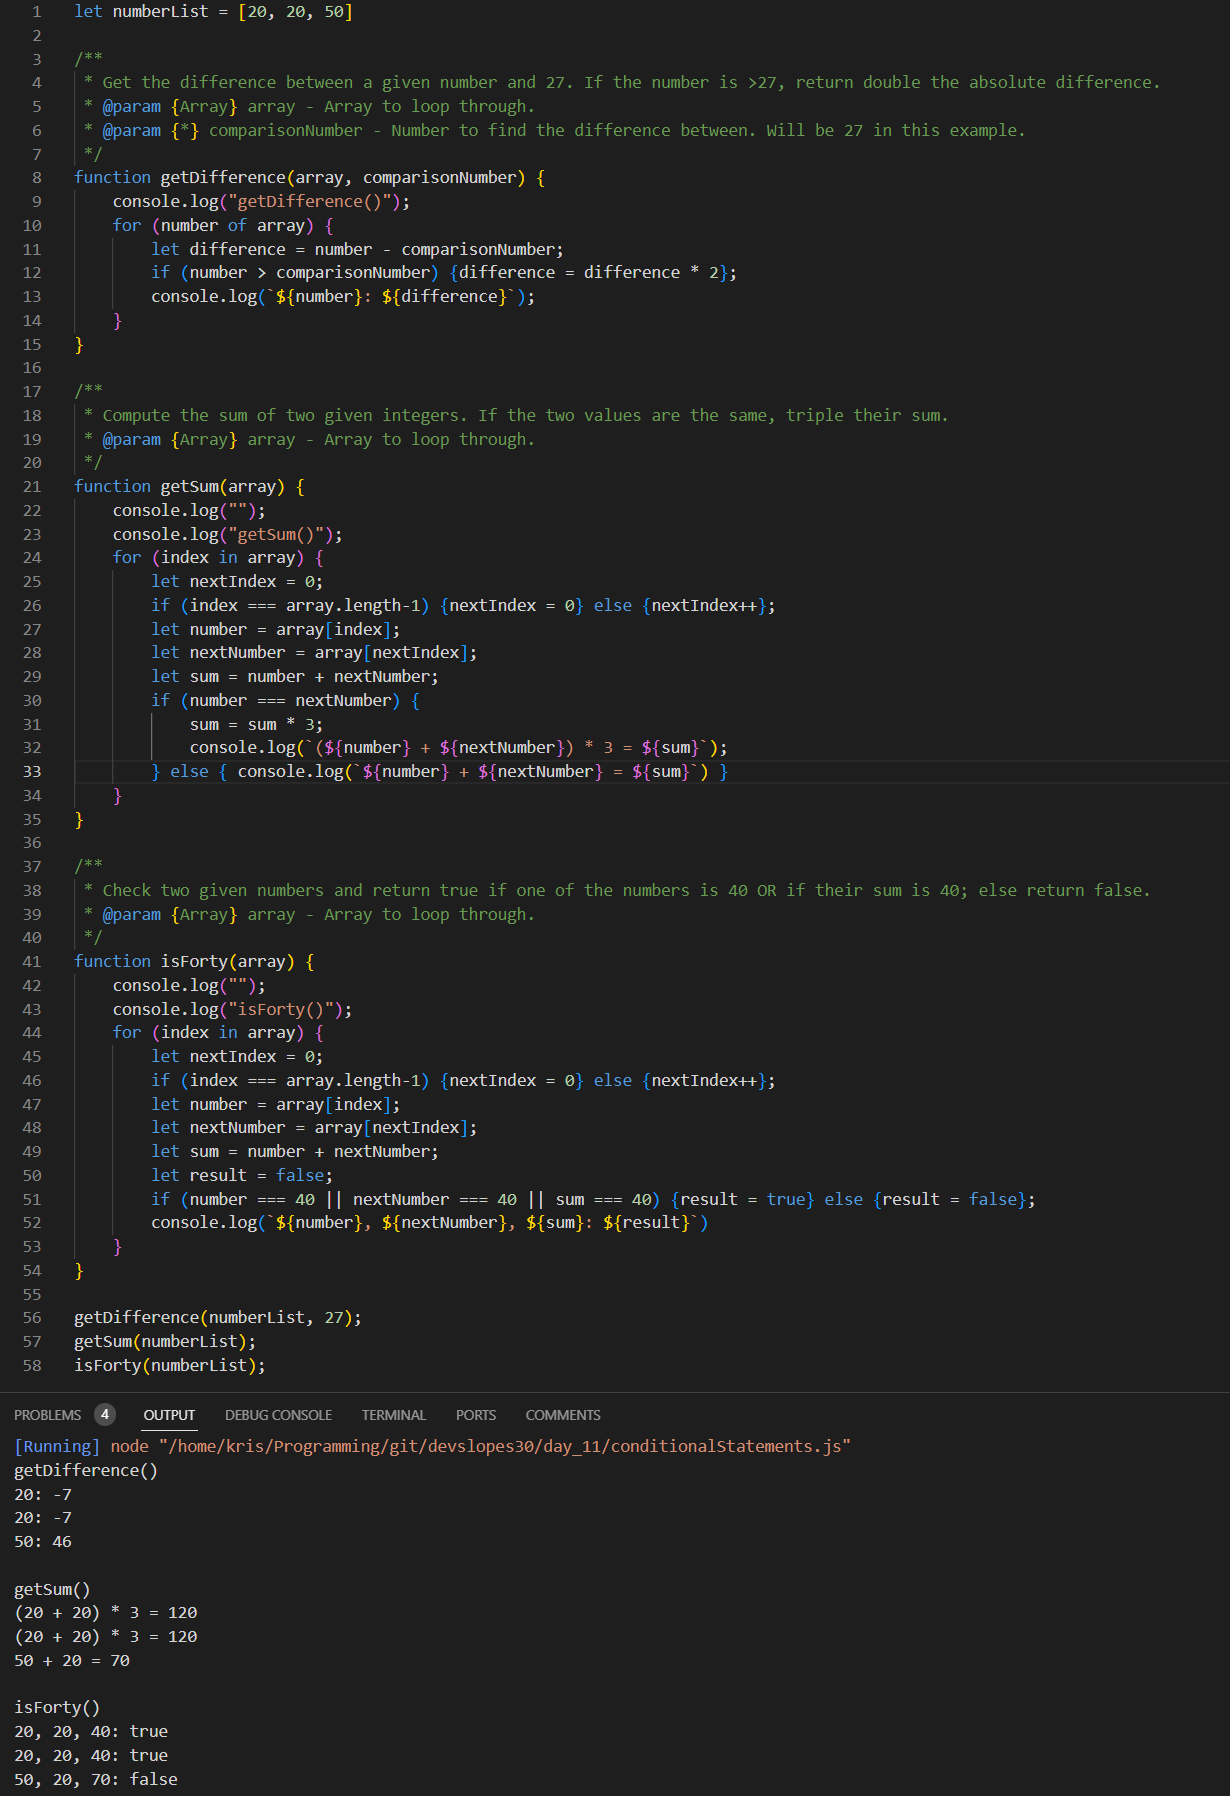 1 let numberList = [20, 20, 50]
2
3 /**
4  * Get the difference between a given number and 27. If the number is >27, return double the absolute difference.
5  * @param {Array} array - Array to loop through.
6  * @param {*} comparisonNumber - Number to find the difference between. Will be 27 in this example.
7  */
8 function getDifference(array, comparisonNumber) {
9     console.log("getDifference()");
10     for (number of array) {
11         let difference = number - comparisonNumber;
12         if (number > comparisonNumber) {difference = difference * 2};
13         console.log(`${number}: ${difference}`);
14     }
15 }
16
17 /**
18  * Compute the sum of two given integers. If the two values are the same, triple their sum.
19  * @param {Array} array - Array to loop through.
20  */
21 function getSum(array) {
22     console.log("");
23     console.log("getSum()");
24     for (index in array) {
25         let nextIndex = 0;
26         if (index === array.length-1) {nextIndex = 0} else {nextIndex++};
27         let number = array[index];
28         let nextNumber = array[nextIndex];
29         let sum = number + nextNumber;
30         if (number === nextNumber) {
31             sum = sum * 3;
32             console.log(`(${number} + ${nextNumber}) * 3 = ${sum}`);
33         } else { console.log(`${number} + ${nextNumber} = ${sum}`) }
34     }
35 }
36
37 /**
38  * Check two given numbers and return true if one of the numbers is 40 OR if their sum is 40; else return false.
39  * @param {Array} array - Array to loop through.
40  */
41 function isForty(array) {
42     console.log("");
43     console.log("isForty()");
44     for (index in array) {
45         let nextIndex = 0;
46         if (index === array.length-1) {nextIndex = 0} else {nextIndex++};
47         let number = array[index];
48         let nextNumber = array[nextIndex];
49         let sum = number + nextNumber;
50         let result = false;
51         if (number === 40 || nextNumber === 40 || sum === 40) {result = true} else {result = false};
52         console.log(`${number}, ${nextNumber}, ${sum}: ${result}`)
53     }
54 }
55
56 getDifference(numberList, 27);
57 getSum(numberList);
58 isForty(numberList);
PROBLEMS 4 OUTPUT DEBUG CONSOLE TERMINAL PORTS COMMENTS
[Running] node "/home/kris/Programming/git/devslopes30/day_11/conditionalStatements.js"
getDifference()
20: -7
20: -7
50: 46

getSum()
(20 + 20) * 3 = 120
(20 + 20) * 3 = 120
50 + 20 = 70

isForty()
20, 20, 40: true
20, 20, 40: true
50, 20, 70: false